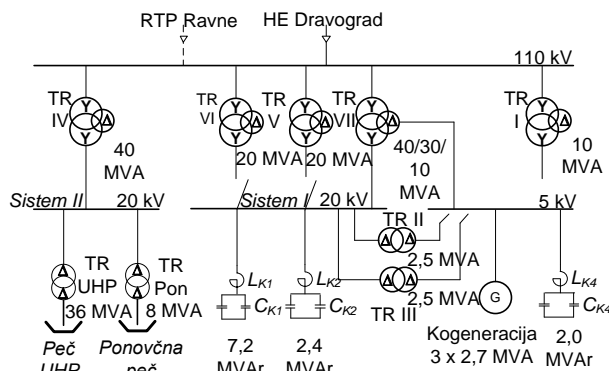 RTP Ravne
HE Dravograd
110 kV
TR
IV
Y
Y
Δ
40
MVA
TR
VI
Y
Y
Δ
20 MVA
TR
V
Y
Y
Δ
20 MVA
TR
VII
Y
Y
Δ
40/30/
10
MVA
TR
I
Y
Y
Δ
10
MVA
Sistem II
20 kV
Sistem I
20 kV
5 kV
TR II
Δ Δ
2,5 MVA
Δ Δ
2,5 MVA
TR III
Δ
Δ
TR
UHP
36 MVA
Δ
Δ
TR
Pon
8 MVA
Peč
UHP
Ponovčna
peč
LK1
CK1
7,2
MVAr
LK2
CK2
2,4
MVAr
G
Kogeneracija
3 x 2,7 MVA
LK4
CK4
2,0
MVAr